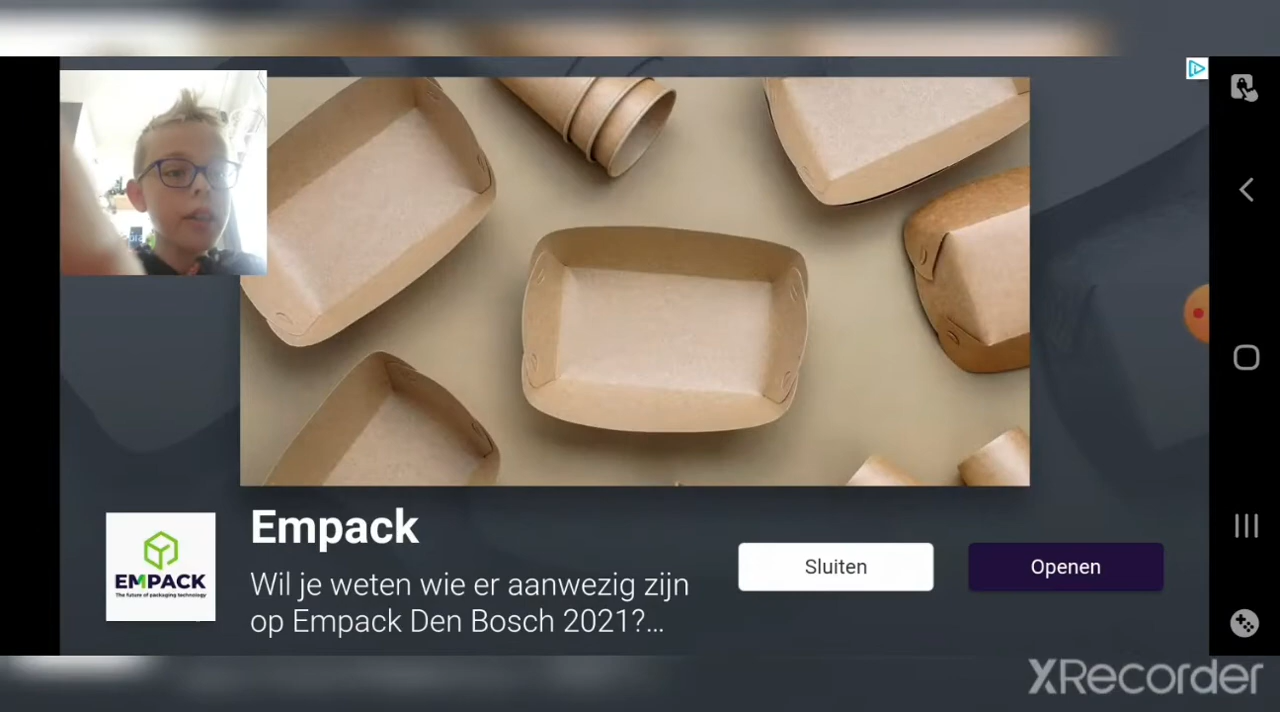 Empack
EMPACK
The future of packaging technology
Wil je weten wie er aanwezig zijn
op Empack Den Bosch 2021?...
Sluiten
Openen
XRecorder